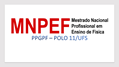 MNPEF Mestrado Nacional
Profissional em
Ensino de Física
PPGPF – POLO 11/UFS